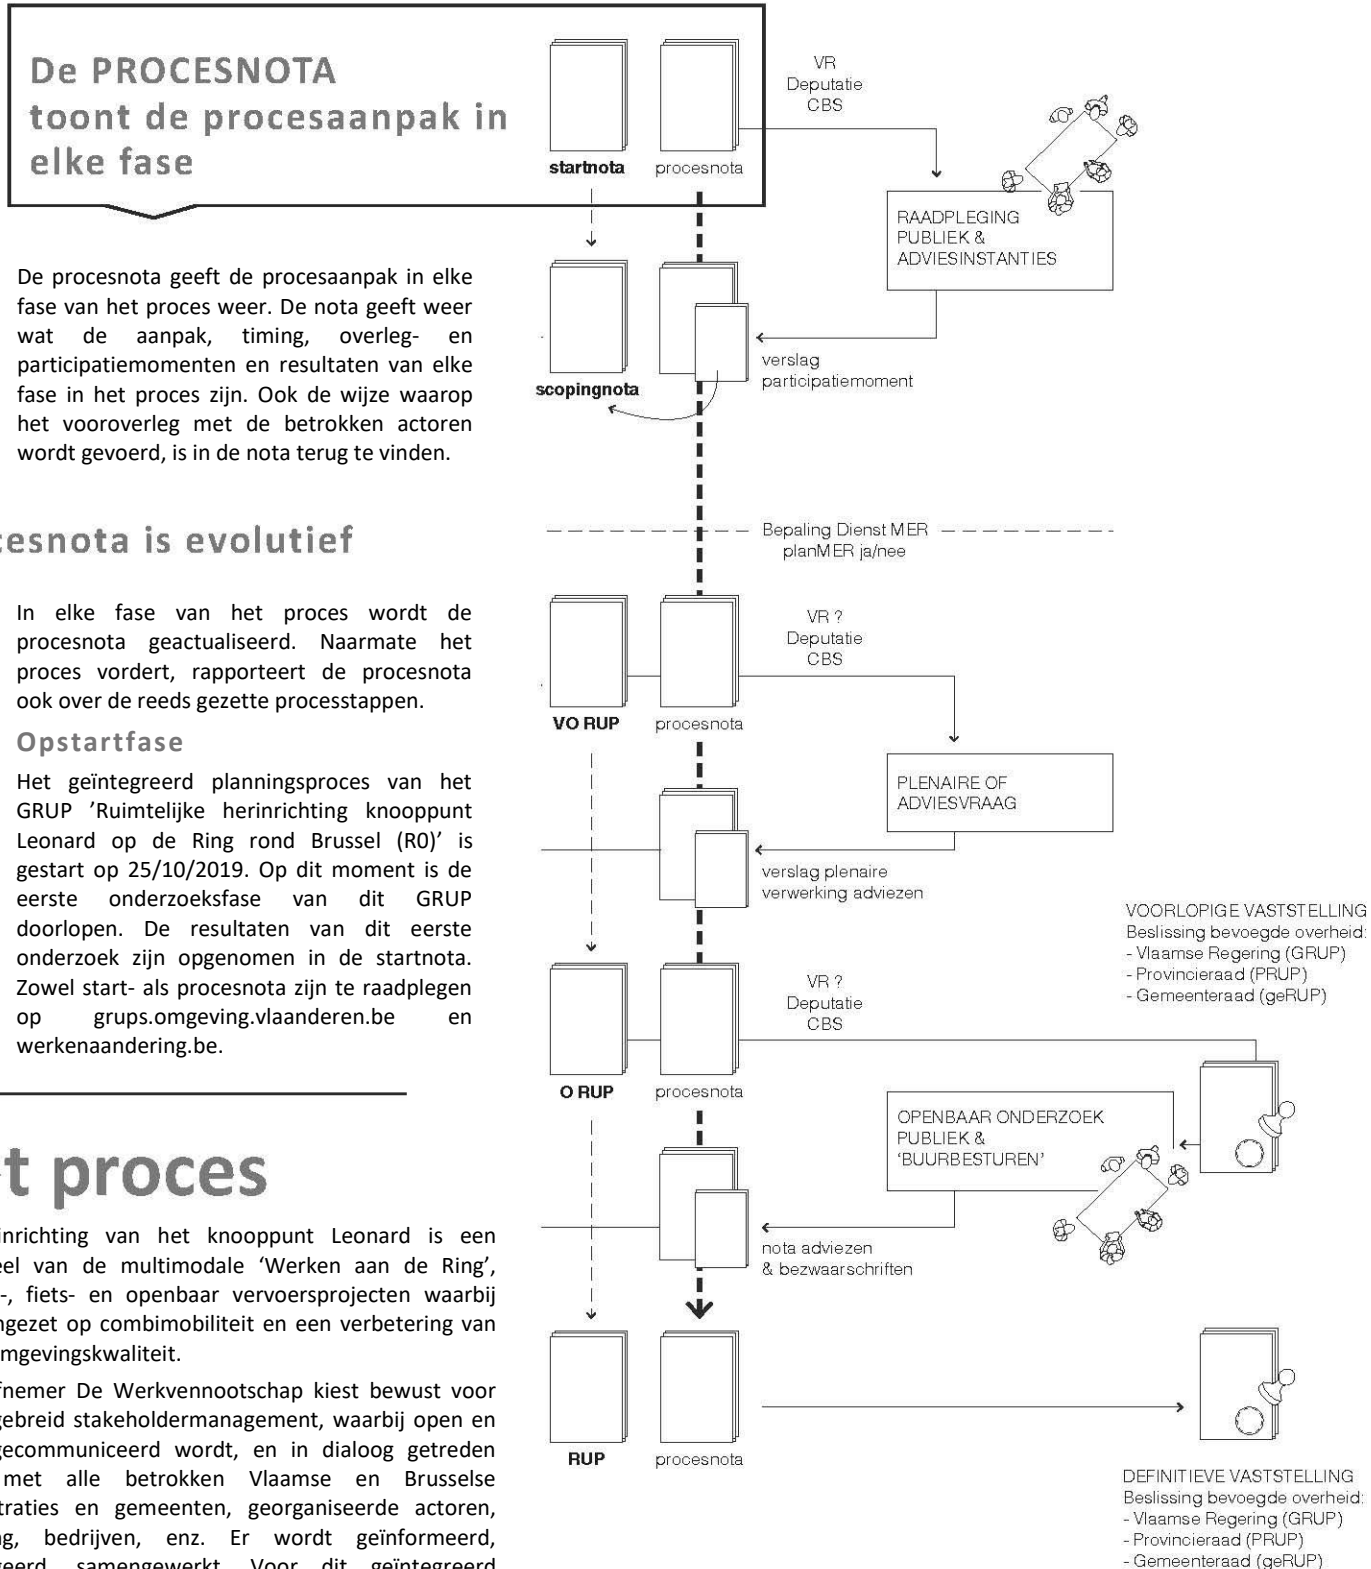 De PROCESNOTA
toont de procesaanpak in
elke fase
De procesnota geeft de procesaanpak in elke
fase van het proces weer. De nota geeft weer
wat de aanpak, timing, overleg- en
participatiemomenten en resultaten van elke
fase in het proces zijn. Ook de wijze waarop
het vooroverleg met de betrokken actoren
wordt gevoerd, is in de nota terug te vinden.
cesnota is evolutief
In elke fase van het proces wordt de
procesnota geactualiseerd. Naarmate het
proces vordert, rapporteert de procesnota
ook over de reeds gezette processtappen.
Opstartfase
Het geïntegreerd planningsproces van het
GRUP ’Ruimtelijke herinrichting knooppunt
Leonard op de Ring rond Brussel (R0)’ is
gestart op 25/10/2019. Op dit moment is de
eerste onderzoeksfase van dit GRUP
doorlopen. De resultaten van dit eerste
onderzoek zijn opgenomen in de startnota.
Zowel start- als procesnota zijn te raadplegen
op grups.omgeving.vlaanderen.be en
werkenaandering.be.
t proces
inrichting van het knooppunt Leonard is een
eel van de multimodale ‘Werken aan de Ring’,
-, fiets- en openbaar vervoersprojecten waarbij
ngezet op combimobiliteit en een verbetering van
omgevingskwaliteit.
fnemer De Werkvennootschap kiest bewust voor
gebreid stakeholdermanagement, waarbij open en
gecommuniceerd wordt, en in dialoog getreden
met alle betrokken Vlaamse en Brusselse
straties en gemeenten, georganiseerde actoren,
ng, bedrijven, enz. Er wordt geïnformeerd,
geerd, samengewerkt. Voor dit geïntegreerd
startnota
procesnota
VR
Deputatie
CBS
RAADPLEGING
PUBLIEK &
ADVIESINSTANTIES
verslag
participatiemoment
scopingnota
Bepaling Dienst MER
planMER ja/nee
VR ?
Deputatie
CBS
VO RUP
procesnota
PLENAIRE OF
ADVIESVRAAG
verslag plenaire
verwerking adviezen
VOORLOPIGE VASTSTELLING
Beslissing bevoegde overheid:
- Vlaamse Regering (GRUP)
- Provincieraad (PRUP)
- Gemeenteraad (geRUP)
VR ?
Deputatie
CBS
O RUP
procesnota
OPENBAAR ONDERZOEK
PUBLIEK &
‘BUURBESTUREN’
nota adviezen
& bezwaarschriften
RUP
procesnota
DEFINITIEVE VASTSTELLING
Beslissing bevoegde overheid:
- Vlaamse Regering (GRUP)
- Provincieraad (PRUP)
- Gemeenteraad (geRUP)